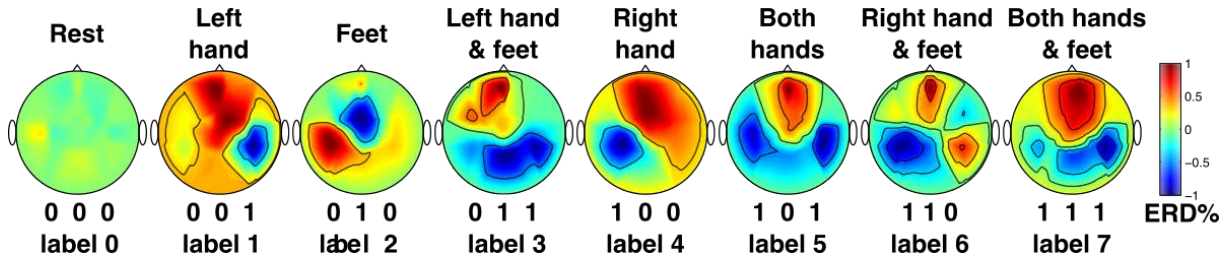 Rest
Left
hand
Feet
Left hand
& feet
Right
hand
Both
hands
Right hand
& feet
Both hands
& feet
1
0.5
0
−0.5
−1
ERD%
0 0 0
0 0 1
0 1 0
0 1 1
1 0 0
1 0 1
1 1 0
1 1 1
label 0
label 1
label 2
label 3
label 4
label 5
label 6
label 7